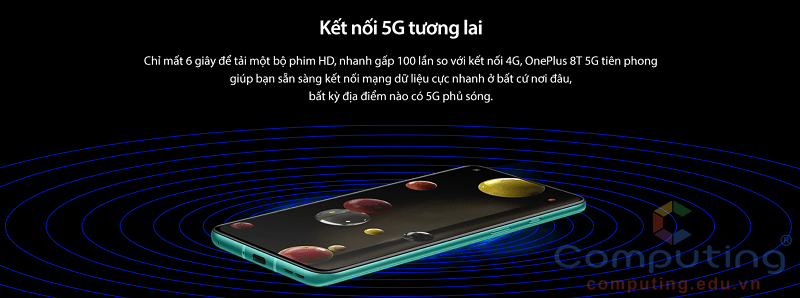 Kết nối 5G tương lai
Chỉ mất 6 giây để tải một bộ phim HD, nhanh gấp 100 lần so với kết nối 4G, OnePlus 8T 5G tiên phong
giúp bạn sẵn sàng kết nối mạng dữ liệu cực nhanh ở bất cứ nơi đâu,
bất kỳ địa điểm nào có 5G phủ sóng.
Computing®
computing.edu.vn